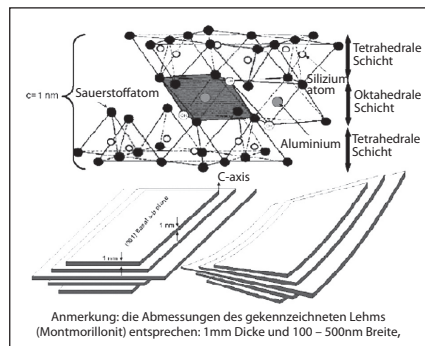 Tetrahedrale
Schicht
c= 1 nm
Sauerstoffatom
Silizium
atom
Oktahedrale
Schicht
Aluminium
Tetrahedrale
Schicht
C-axis
1 nm
1 nm
Anmerkung: die Abmessungen des gekennzeichneten Lehms
(Montmorillonit) entsprechen: 1mm Dicke und 100 – 500nm Breite,